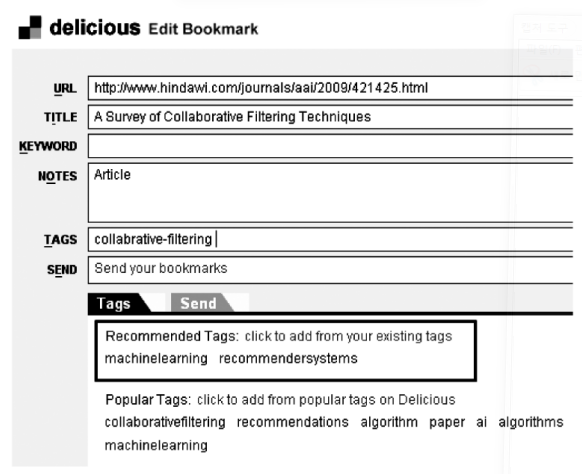 delicious Edit Bookmark
URL http://www.hindawi.com/journals/aai/2009/421425.html
TITLE A Survey of Collaborative Filtering Techniques
KEYWORD
NOTES Article
TAGS collabrative-filtering
SEND Send your bookmarks
Tags Send
Recommended Tags: click to add from your existing tags
machinelearning recommendersystems
Popular Tags: click to add from popular tags on Delicious
collaborativefiltering recommendations algorithm paper ai algorithms
machinelearning